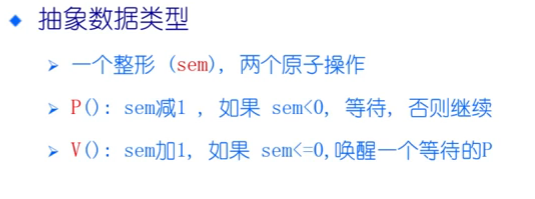 抽象数据类型
一个整形 (sem), 两个原子操作
P(): sem减1 , 如果 sem<0, 等待, 否则继续
V(): sem加1, 如果 sem<=0,唤醒一个等待的P